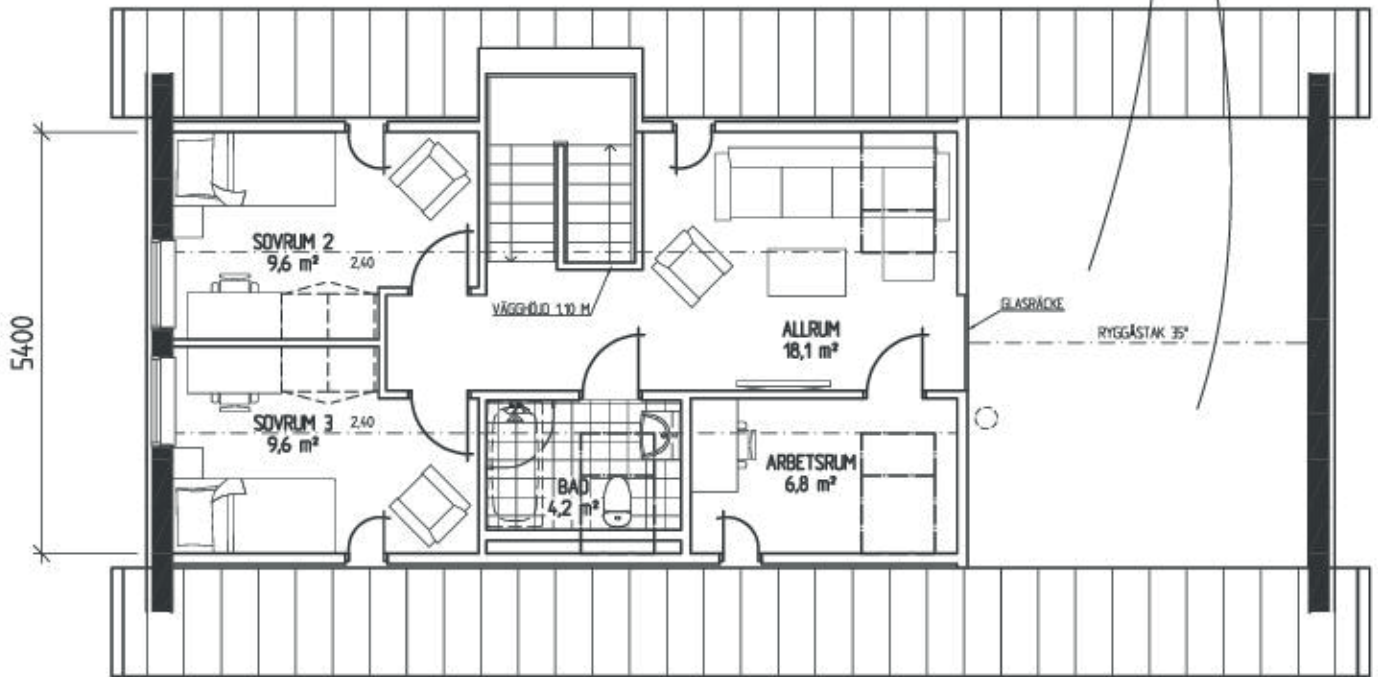 SOVRUM 2
9,6 m²
2,40
VÄGGHÖJD 1,10 M
ALLRUM
18,1 m²
GLASRÄCKE
RYGGÅSTAK 35°
5400
SOVRUM 3
2,40
9,6 m²
BAD
4,2 m²
ARBETSRUM
6,8 m²